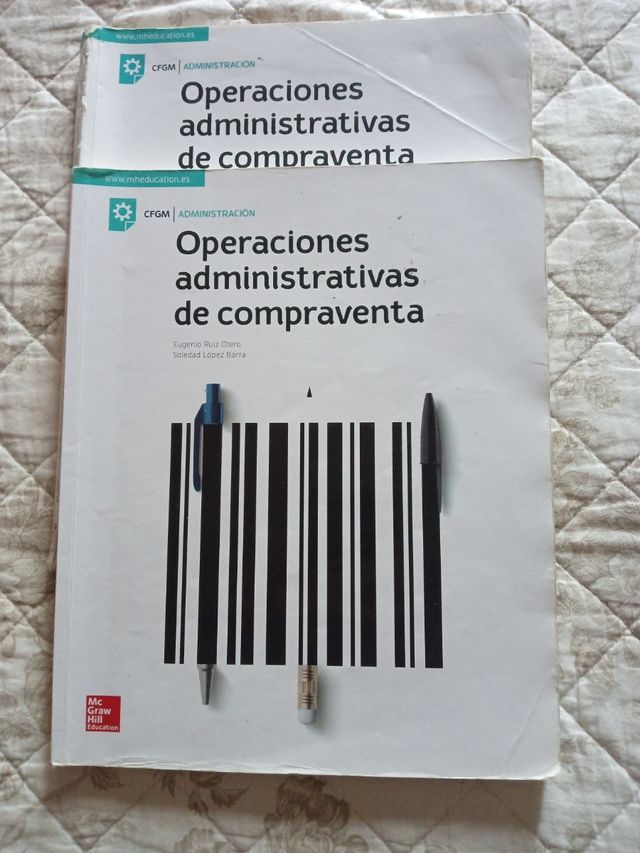 www.mheducation.es
CFGM | ADMINISTRACIÓN
Operaciones
administrativas
de compraventa
www.mheducation.es
CFGM | ADMINISTRACIÓN
Operaciones
administrativas
de compraventa
Eugenio Ruiz Otero
Soledad López Barra
Mc
Graw
Hill
Education